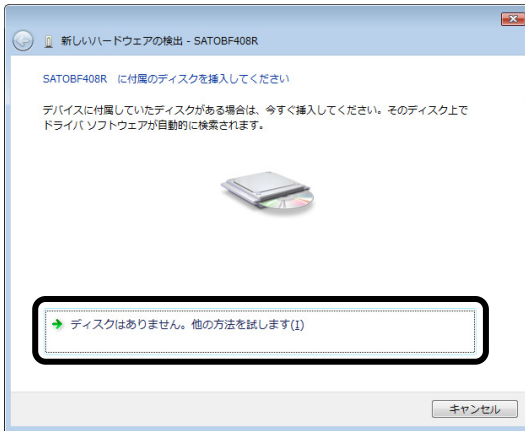 新しいハードウェアの検出 - SATOBF408R
SATOBF408R に付属のディスクを挿入してください
デバイスに付属していたディスクがある場合は、今すぐ挿入してください。そのディスク上で
ドライバ ソフトウェアが自動的に検索されます。
ディスクはありません。他の方法を試します(I)
キャンセル